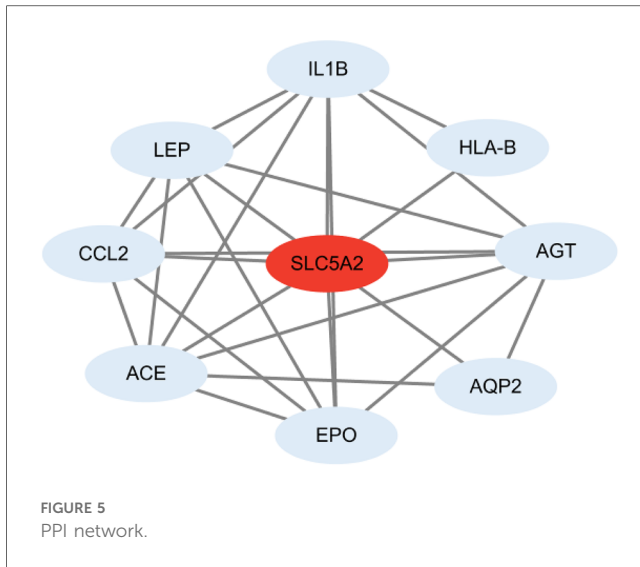 IL1B
LEP
HLA-B
CCL2
SLC5A2
AGT
ACE
AQP2
EPO
FIGURE 5
PPI network.